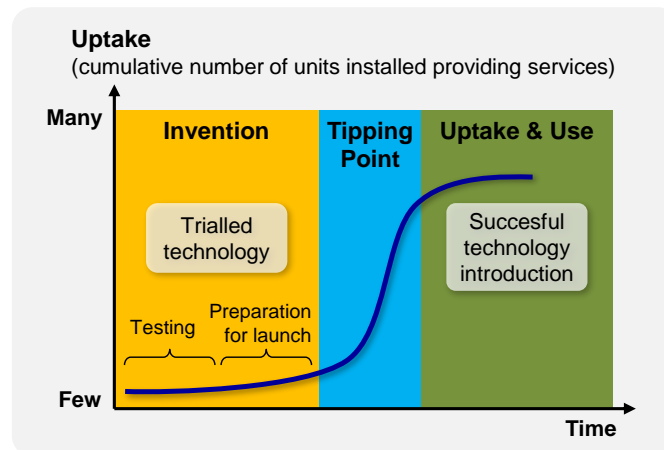 Uptake
(cumulative number of units installed providing services)
Many
Invention
Tipping
Point
Uptake & Use
Trialled
technology
Succesful
technology
introduction
Testing
Preparation
for launch
Few
Time